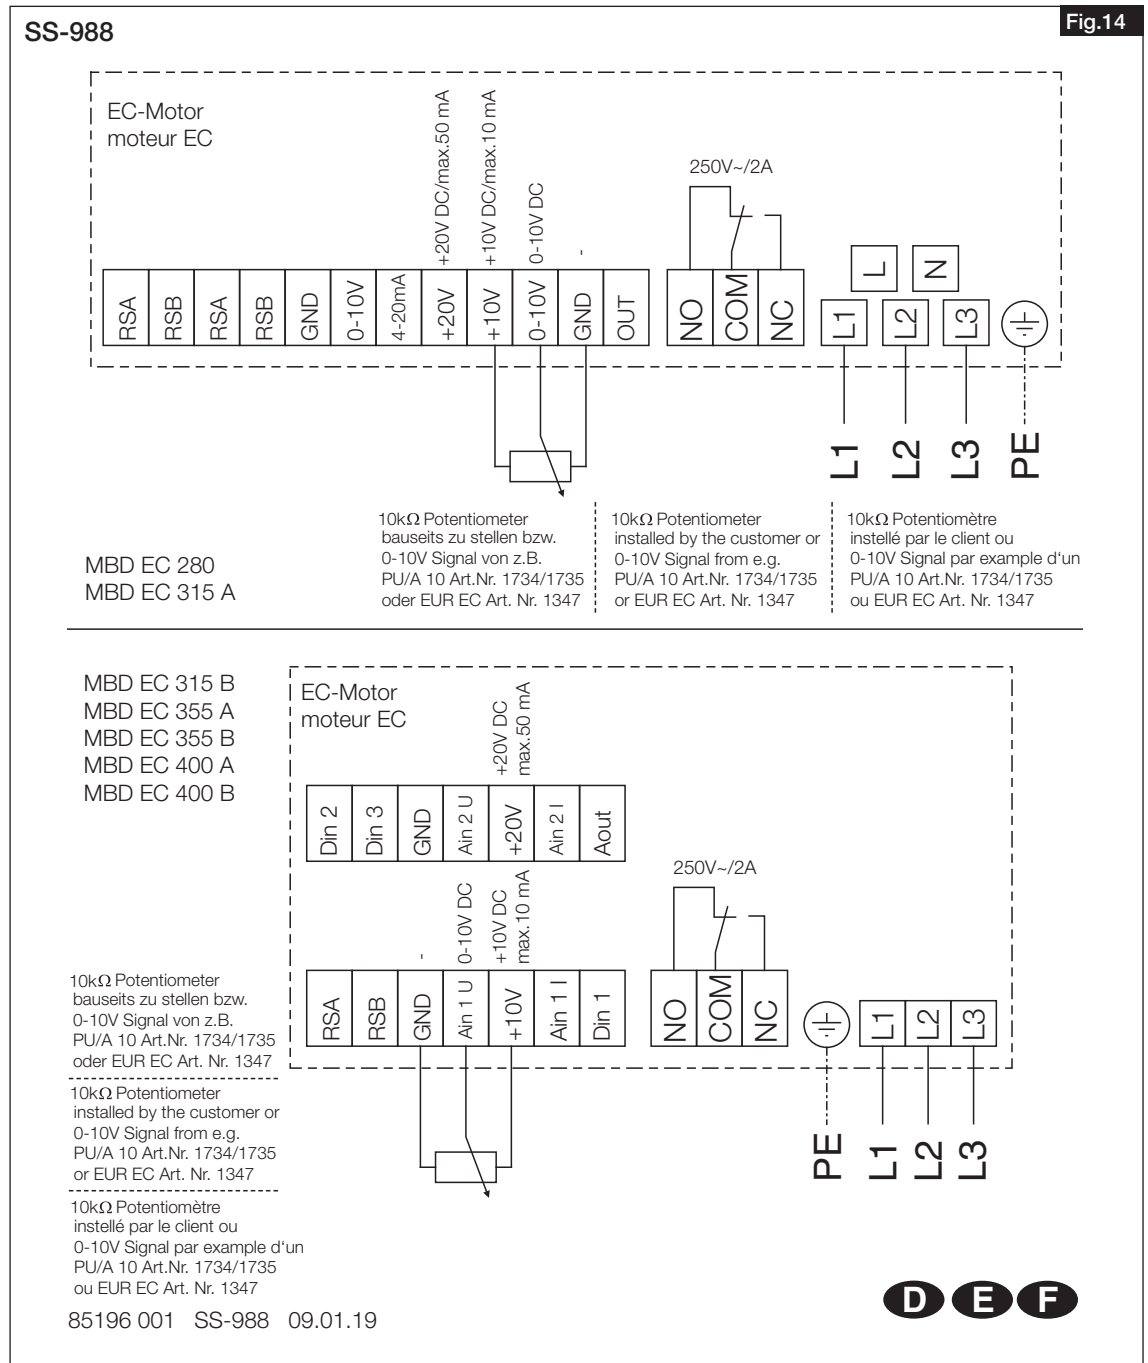 SS-988
Fig.14
EC-Motor
moteur EC
+20V DC/max.50 mA
+10V DC/max.10 mA
0-10V DC
-
250V~/2A
RSA
RSB
RSA
RSB
GND
0-10V
4-20mA
+20V
+10V
0-10V
GND
OUT
NO
COM
NC
L
N
L1
L2
L3
L1
L2
L3
PE
MBD EC 280
MBD EC 315 A
10kΩ Potentiometer
bauseits zu stellen bzw.
0-10V Signal von z.B.
PU/A 10 Art.Nr. 1734/1735
oder EUR EC Art. Nr. 1347
10kΩ Potentiometer
installed by the customer or
0-10V Signal from e.g.
PU/A 10 Art.Nr. 1734/1735
or EUR EC Art. Nr. 1347
10kΩ Potentiomètre
instellé par le client ou
0-10V Signal par example d‘un
PU/A 10 Art.Nr. 1734/1735
ou EUR EC Art. Nr. 1347
MBD EC 315 B
MBD EC 355 A
MBD EC 355 B
MBD EC 400 A
MBD EC 400 B
EC-Motor
moteur EC
+20V DC
max.50 mA
Din 2
Din 3
GND
Ain 2 U
+20V
Ain 2 I
Aout
-
0-10V DC
+10V DC
max.10 mA
250V~/2A
RSA
RSB
GND
Ain 1 U
+10V
Ain 1 I
Din 1
NO
COM
NC
L1
L2
L3
PE
L1
L2
L3
10kΩ Potentiometer
bauseits zu stellen bzw.
0-10V Signal von z.B.
PU/A 10 Art.Nr. 1734/1735
oder EUR EC Art. Nr. 1347
10kΩ Potentiometer
installed by the customer or
0-10V Signal from e.g.
PU/A 10 Art.Nr. 1734/1735
or EUR EC Art. Nr. 1347
10kΩ Potentiomètre
instellé par le client ou
0-10V Signal par example d‘un
PU/A 10 Art.Nr. 1734/1735
ou EUR EC Art. Nr. 1347
85196 001 SS-988 09.01.19
D E F